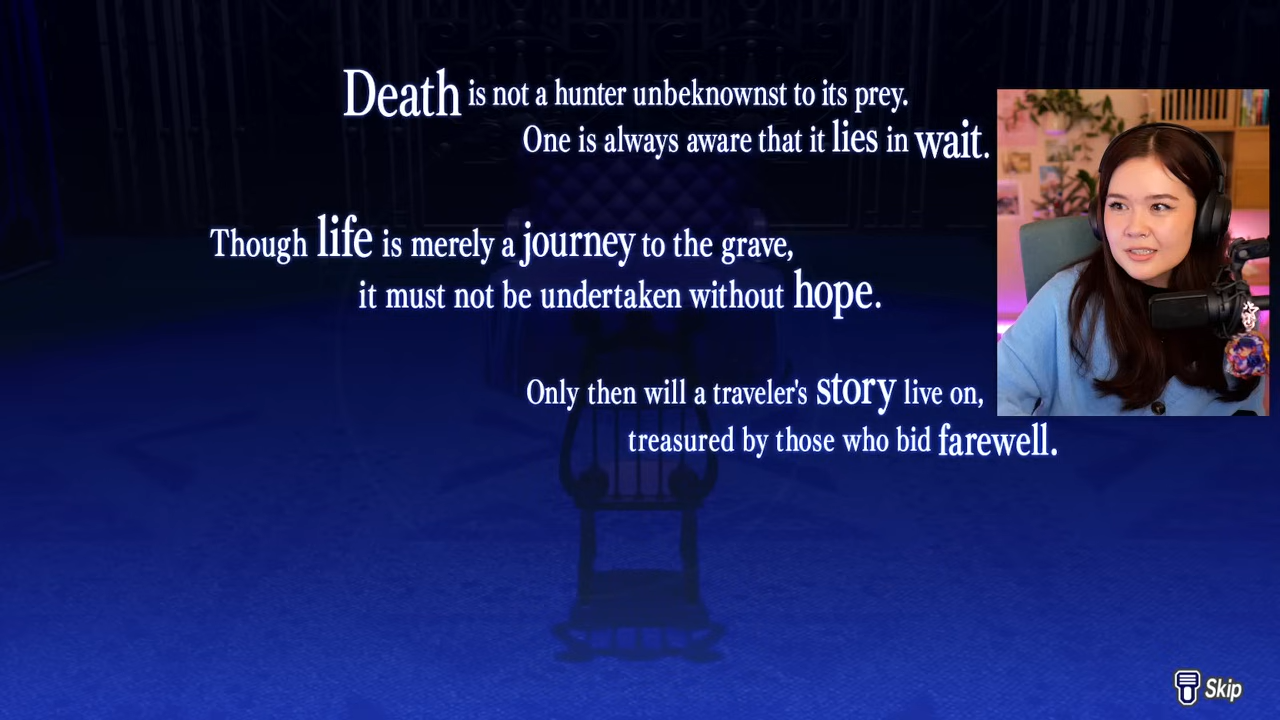 Death is not a hunter unbeknownst to its prey.
One is always aware that it lies in wait.
Though life is merely a journey to the grave,
it must not be undertaken without hope.
Only then will a traveler's story live on,
treasured by those who bid farewell.
Skip